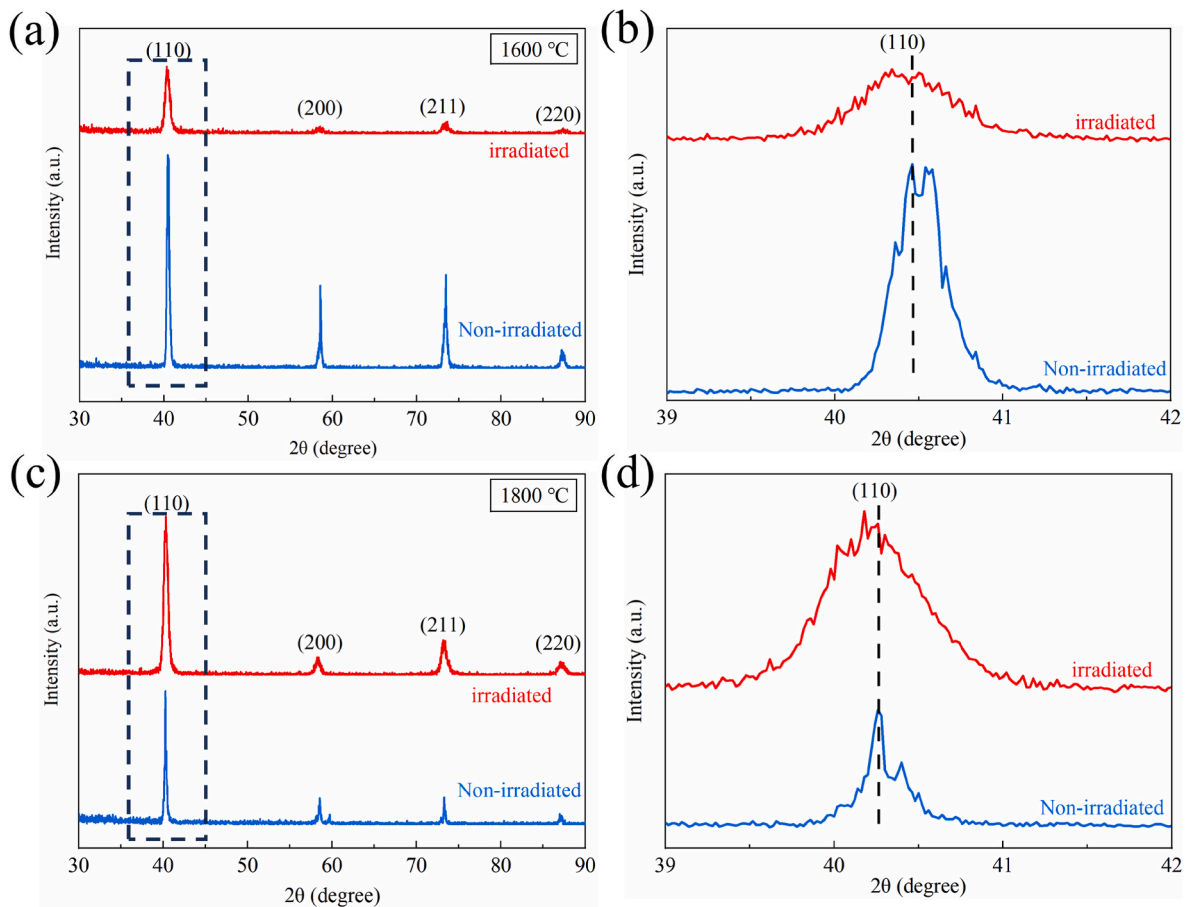 (a)
(110)
1600 ℃
(200)
(211)
(220)
irradiated
Non-irradiated
Intensity (a.u.)
30 40 50 60 70 80 90
2θ (degree)
(b)
(110)
irradiated
Non-irradiated
Intensity (a.u.)
39 40 41 42
2θ (degree)
(c)
(110)
1800 ℃
(200)
(211)
(220)
irradiated
Non-irradiated
Intensity (a.u.)
30 40 50 60 70 80 90
2θ (degree)
(d)
(110)
irradiated
Non-irradiated
Intensity (a.u.)
39 40 41 42
2θ (degree)